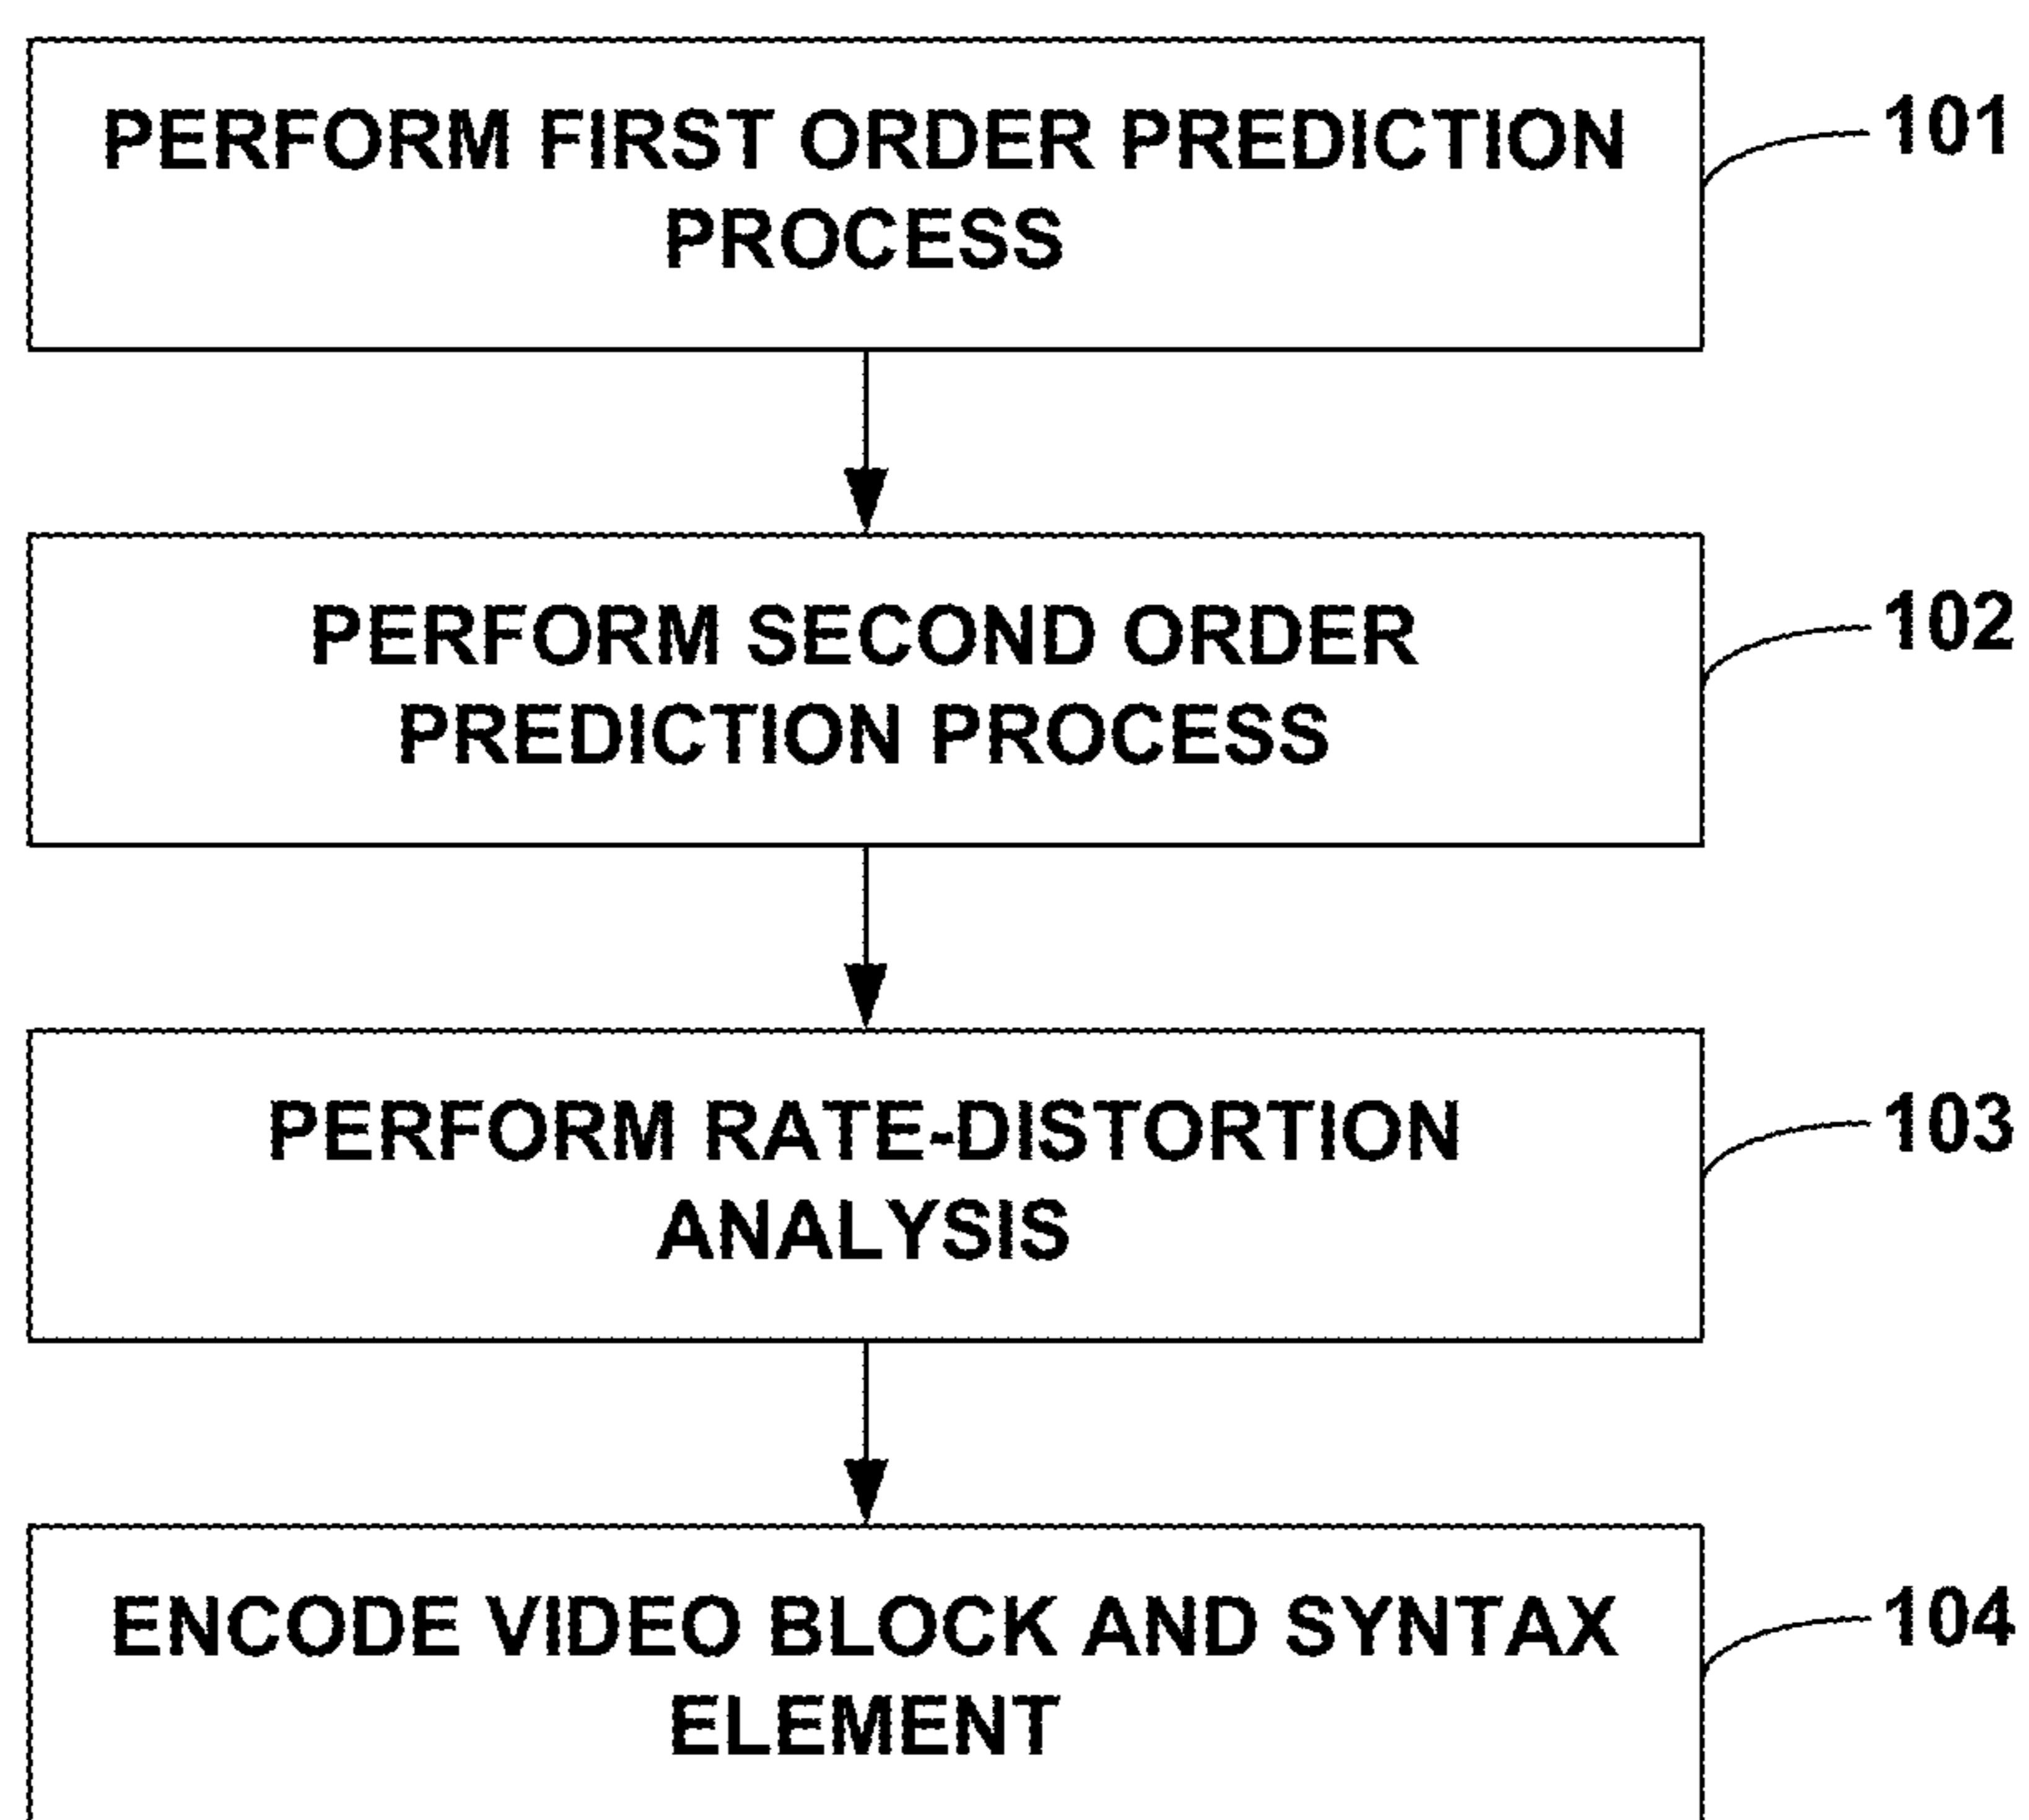 PERFORM FIRST ORDER PREDICTION
PROCESS
101
PERFORM SECOND ORDER
PREDICTION PROCESS
102
PERFORM RATE-DISTORTION
ANALYSIS
103
ENCODE VIDEO BLOCK AND SYNTAX
ELEMENT
104